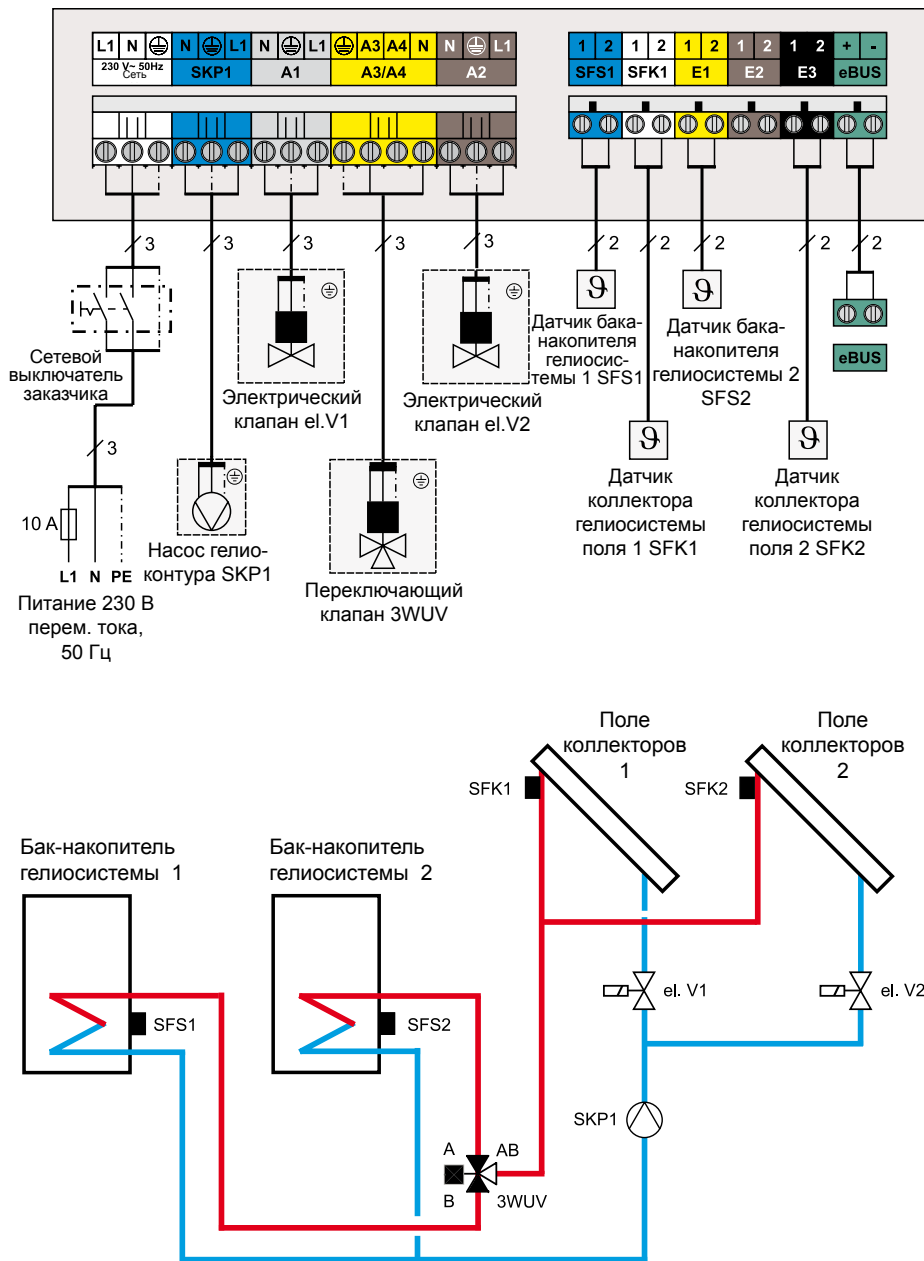 L1 N N L1 N L1 A3 A4 N N L1
230 V~ 50Hz
Сеть
SKP1 A1 A3/A4 A2
1 2 1 2 1 2 1 2 1 2 + -
SFS1 SFK1 E1 E2 E3 eBUS
3 3 3 3 3 2 2 2 2 2
Сетевой
выключатель
заказчика
3
10 A
L1 N PE
Питание 230 В
перем. тока,
50 Гц
Насос гелио-
контура SKP1
Электрический
клапан el.V1
Переключающий
клапан 3WUV
Электрический
клапан el.V2
ϑ
Датчик бака-
накопителя
гелиосис-
темы 1 SFS1
ϑ
Датчик
коллектора
гелиосистемы
поля 1 SFK1
ϑ
Датчик бака-
накопителя
гелиосистемы 2
SFS2
ϑ
Датчик
коллектора
гелиосистемы
поля 2 SFK2
eBUS
Поле
коллекторов
1
Поле
коллекторов
2
SFK1
SFK2
Бак-накопитель
гелиосистемы 1
Бак-накопитель
гелиосистемы 2
el. V1
el. V2
SFS1
SFS2
SKP1
A AB
B 3WUV